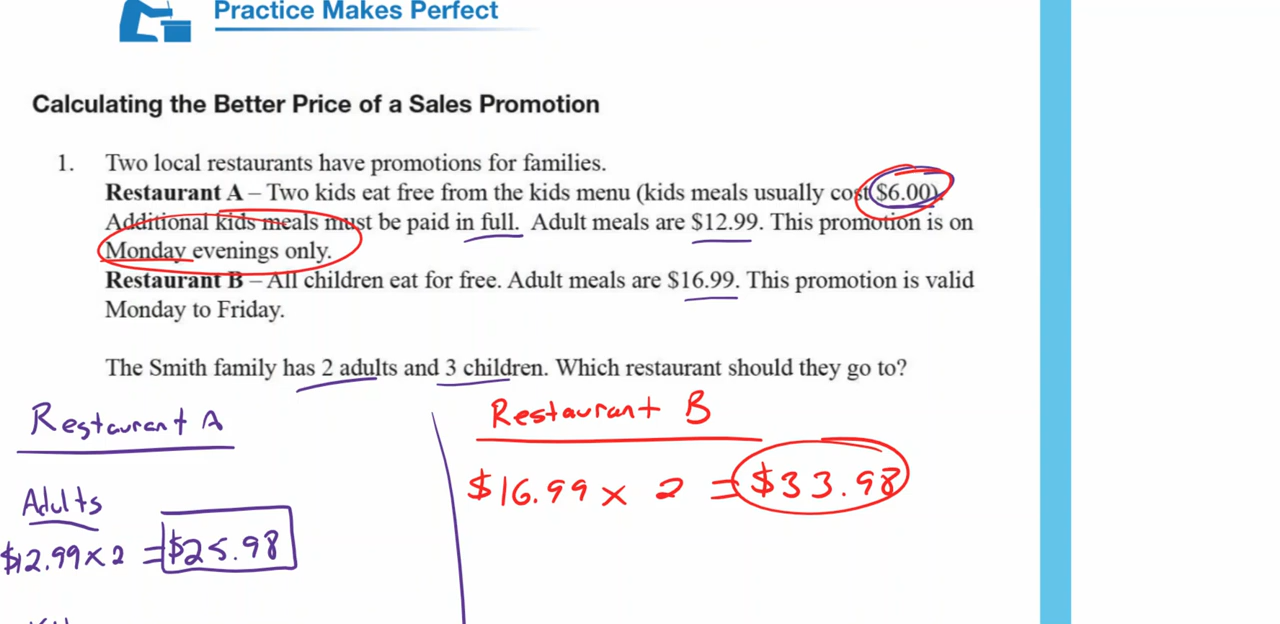 Practice Makes Perfect
Calculating the Better Price of a Sales Promotion
1. Two local restaurants have promotions for families.
Restaurant A – Two kids eat free from the kids menu (kids meals usually cost $6.00).
Additional kids meals must be paid in full. Adult meals are $12.99. This promotion is on
Monday evenings only.
Restaurant B – All children eat for free. Adult meals are $16.99. This promotion is valid
Monday to Friday.
The Smith family has 2 adults and 3 children. Which restaurant should they go to?
Restaurant A
Adults
$12.99 x 2 = $25.98
Restaurant B
$16.99 x 2 = $33.98